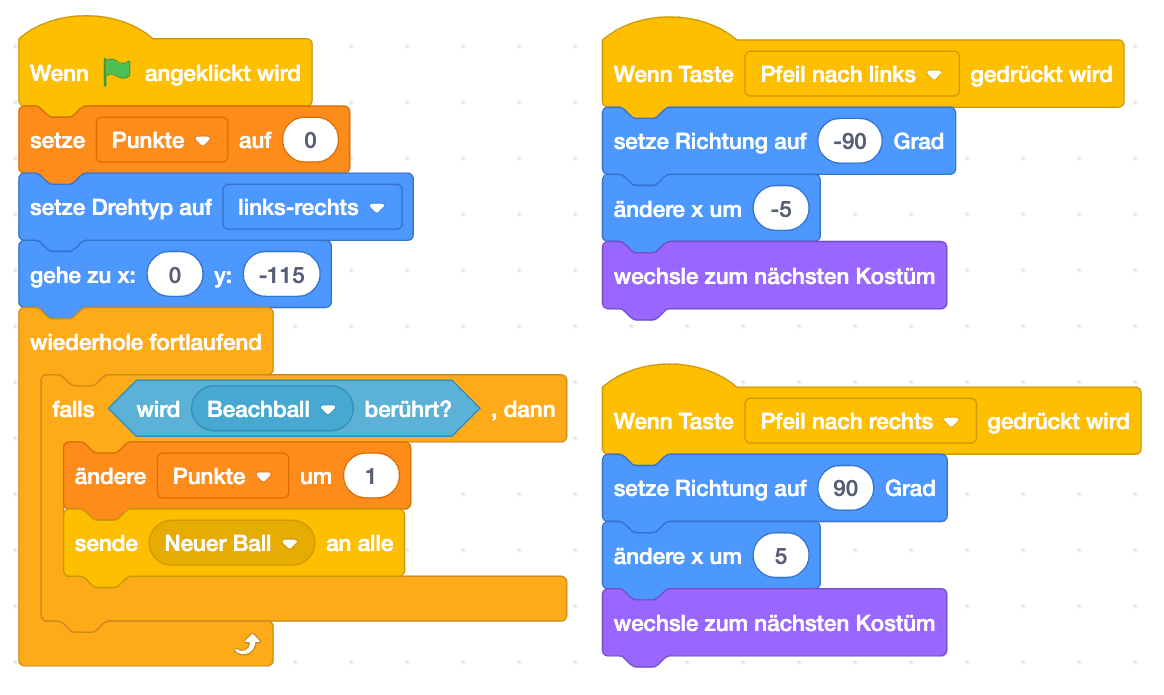 Wenn angeklickt wird
setze Punkte auf 0
setze Drehtyp auf links-rechts
gehe zu x: 0 y: -115
wiederhole fortlaufend
falls wird Beachball berührt? , dann
ändere Punkte um 1
sende Neuer Ball an alle
Wenn Taste Pfeil nach links gedrückt wird
setze Richtung auf -90 Grad
ändere x um -5
wechsle zum nächsten Kostüm
Wenn Taste Pfeil nach rechts gedrückt wird
setze Richtung auf 90 Grad
ändere x um 5
wechsle zum nächsten Kostüm